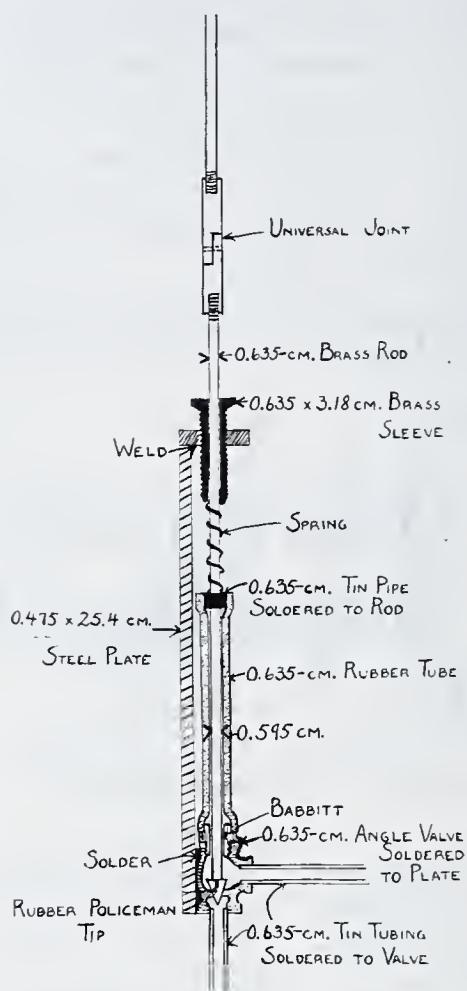 UNIVERSAL JOINT
0.635-CM. BRASS ROD
0.635 x 3.18 CM. BRASS
SLEEVE
WELD
SPRING
0.635-CM. TIN PIPE
SOLDERED TO ROD
0.475 x 25.4 CM.
STEEL PLATE
0.635-CM. RUBBER TUBE
0.595 CM.
BABBITT
0.635-CM. ANGLE VALVE
SOLDERED
TO PLATE
SOLDER
RUBBER POLICEMAN
TIP
0.635-CM. TIN TUBING
SOLDERED TO VALVE